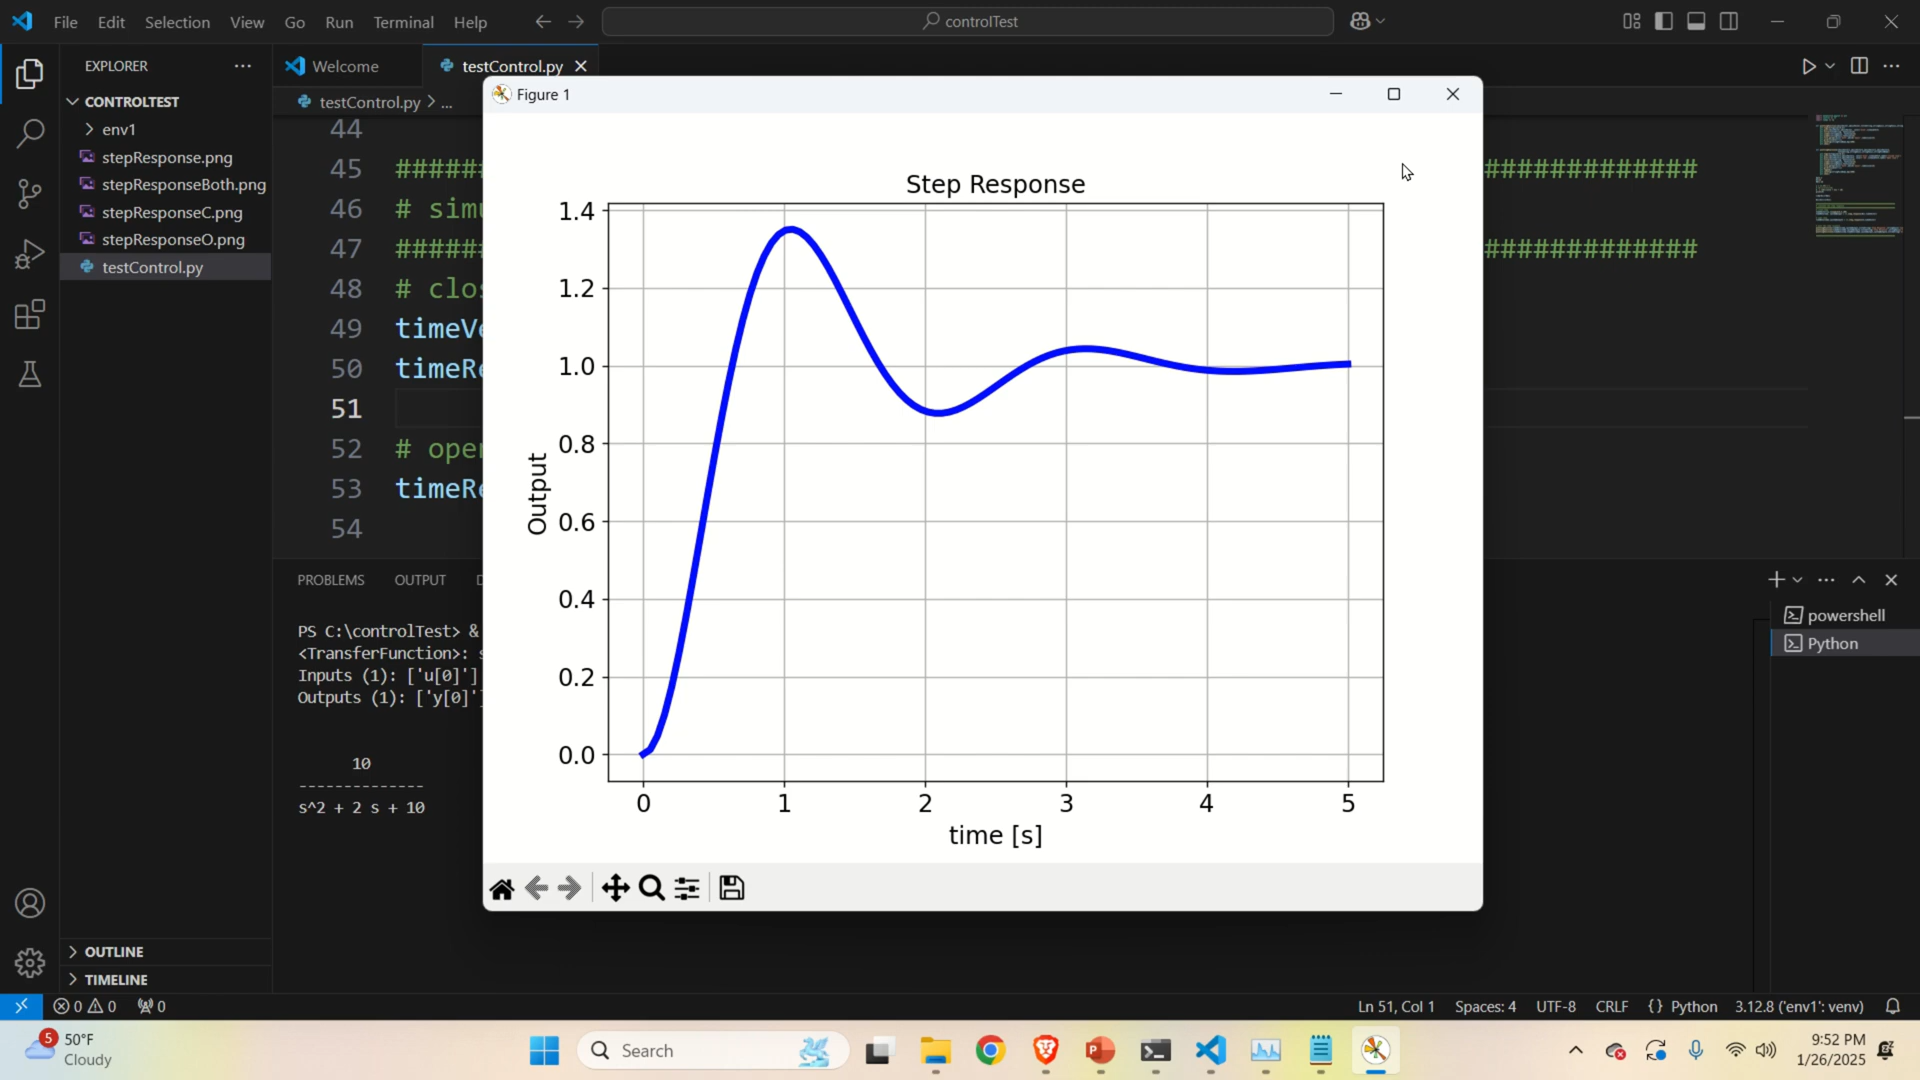 File Edit Selection View Go Run Terminal Help
controlTest
EXPLORER
Welcome
testControl.py
CONTROLTEST
testControl.py > ...
env1
stepResponse.png
stepResponseBoth.png
stepResponseC.png
stepResponseO.png
testControl.py
44
45 ######
#############
46 # sim
47 ######
#############
48 # clos
49 timeVe
50 timeRe
51
52 # open
53 timeRe
54
Figure 1
Step Response
1.4
1.2
1.0
0.8
0.6
0.4
0.2
0.0
Output
0 1 2 3 4 5
time [s]
PROBLEMS OUTPUT
PS C:\controlTest> &
<TransferFunction>: s
Inputs (1): ['u[0]']
Outputs (1): ['y[0]']
10
--------------
s^2 + 2 s + 10
powershell
Python
OUTLINE
TIMELINE
0 0 0
Ln 51, Col 1 Spaces: 4 UTF-8 CRLF {} Python 3.12.8 ('env1': venv)
5
50°F
Cloudy
Search
9:52 PM
1/26/2025